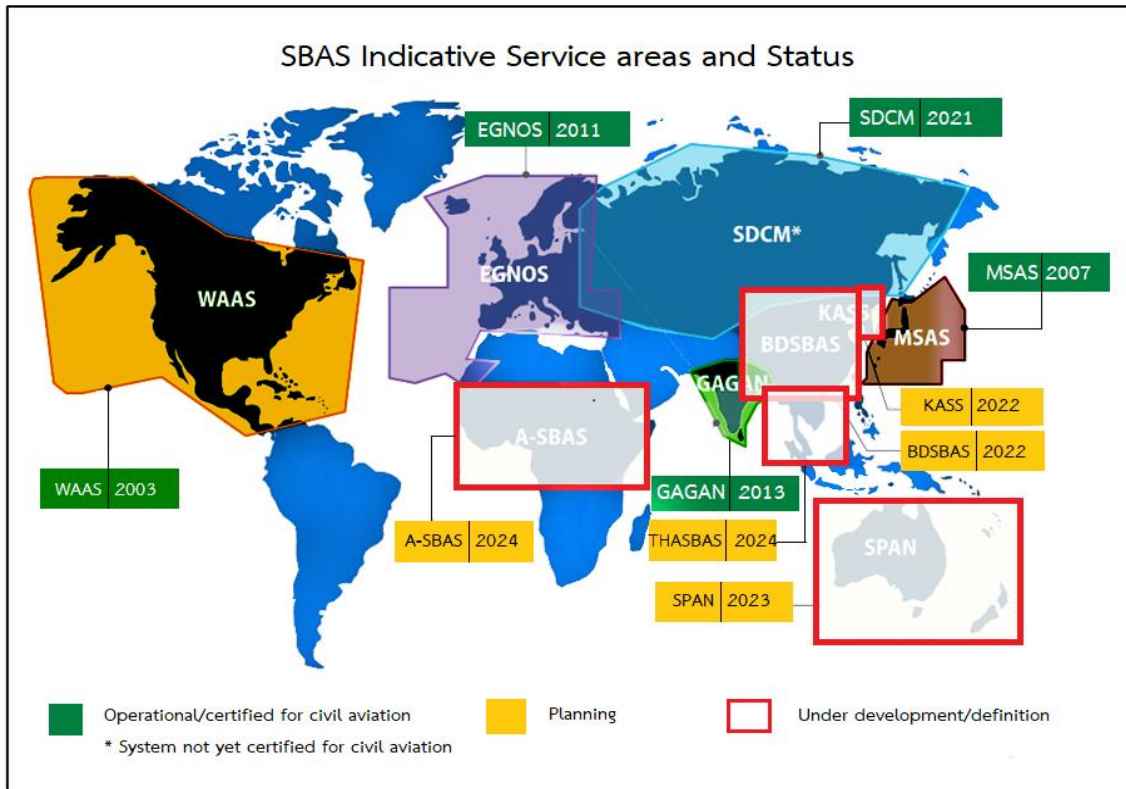 SBAS Indicative Service areas and Status
EGNOS 2011
SDCM 2021
SDCM*
WAAS
EGNOS
MSAS 2007
KASS
BDSBAS
MSAS
GAGAN
A-SBAS
KASS 2022
BDSBAS 2022
WAAS 2003
GAGAN 2013
A-SBAS 2024
THASBAS 2024
SPAN
SPAN 2023
Operational/certified for civil aviation
Planning
Under development/definition
* System not yet certified for civil aviation